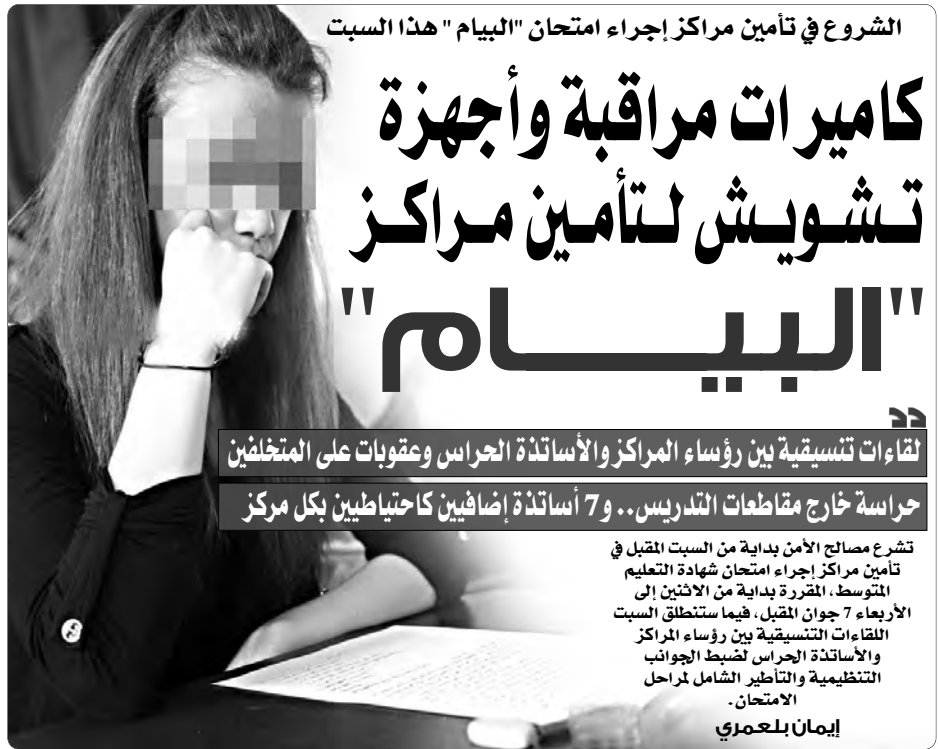 الشروع في تأمين مراكز إجراء امتحان "البيام " هذا السبت
كاميرات مراقبة وأجهزة
تشويش لتأمين مراكز
"البيام"
لقاءات تنسيقية بين رؤساء المراكز والأساتذة الحراس وعقوبات على المتخلفين
حراسة خارج مقاطعات التدريس.. و7 أساتذة إضافيين كاحتياطيين بكل مركز
تشرع مصالح الأمن بداية من السبت المقبل في
تأمين مراكز إجراء امتحان شهادة التعليم
المتوسط، المقررة بداية من الاثنين إلى
الأربعاء 7 جوان المقبل، فيما ستنطلق السبت
اللقاءات التنسيقية بين رؤساء المراكز
والأساتذة الحراس لضبط الجوانب
التنظيمية والتأطير الشامل لمراحل
الامتحان.
إيمان بلعمري